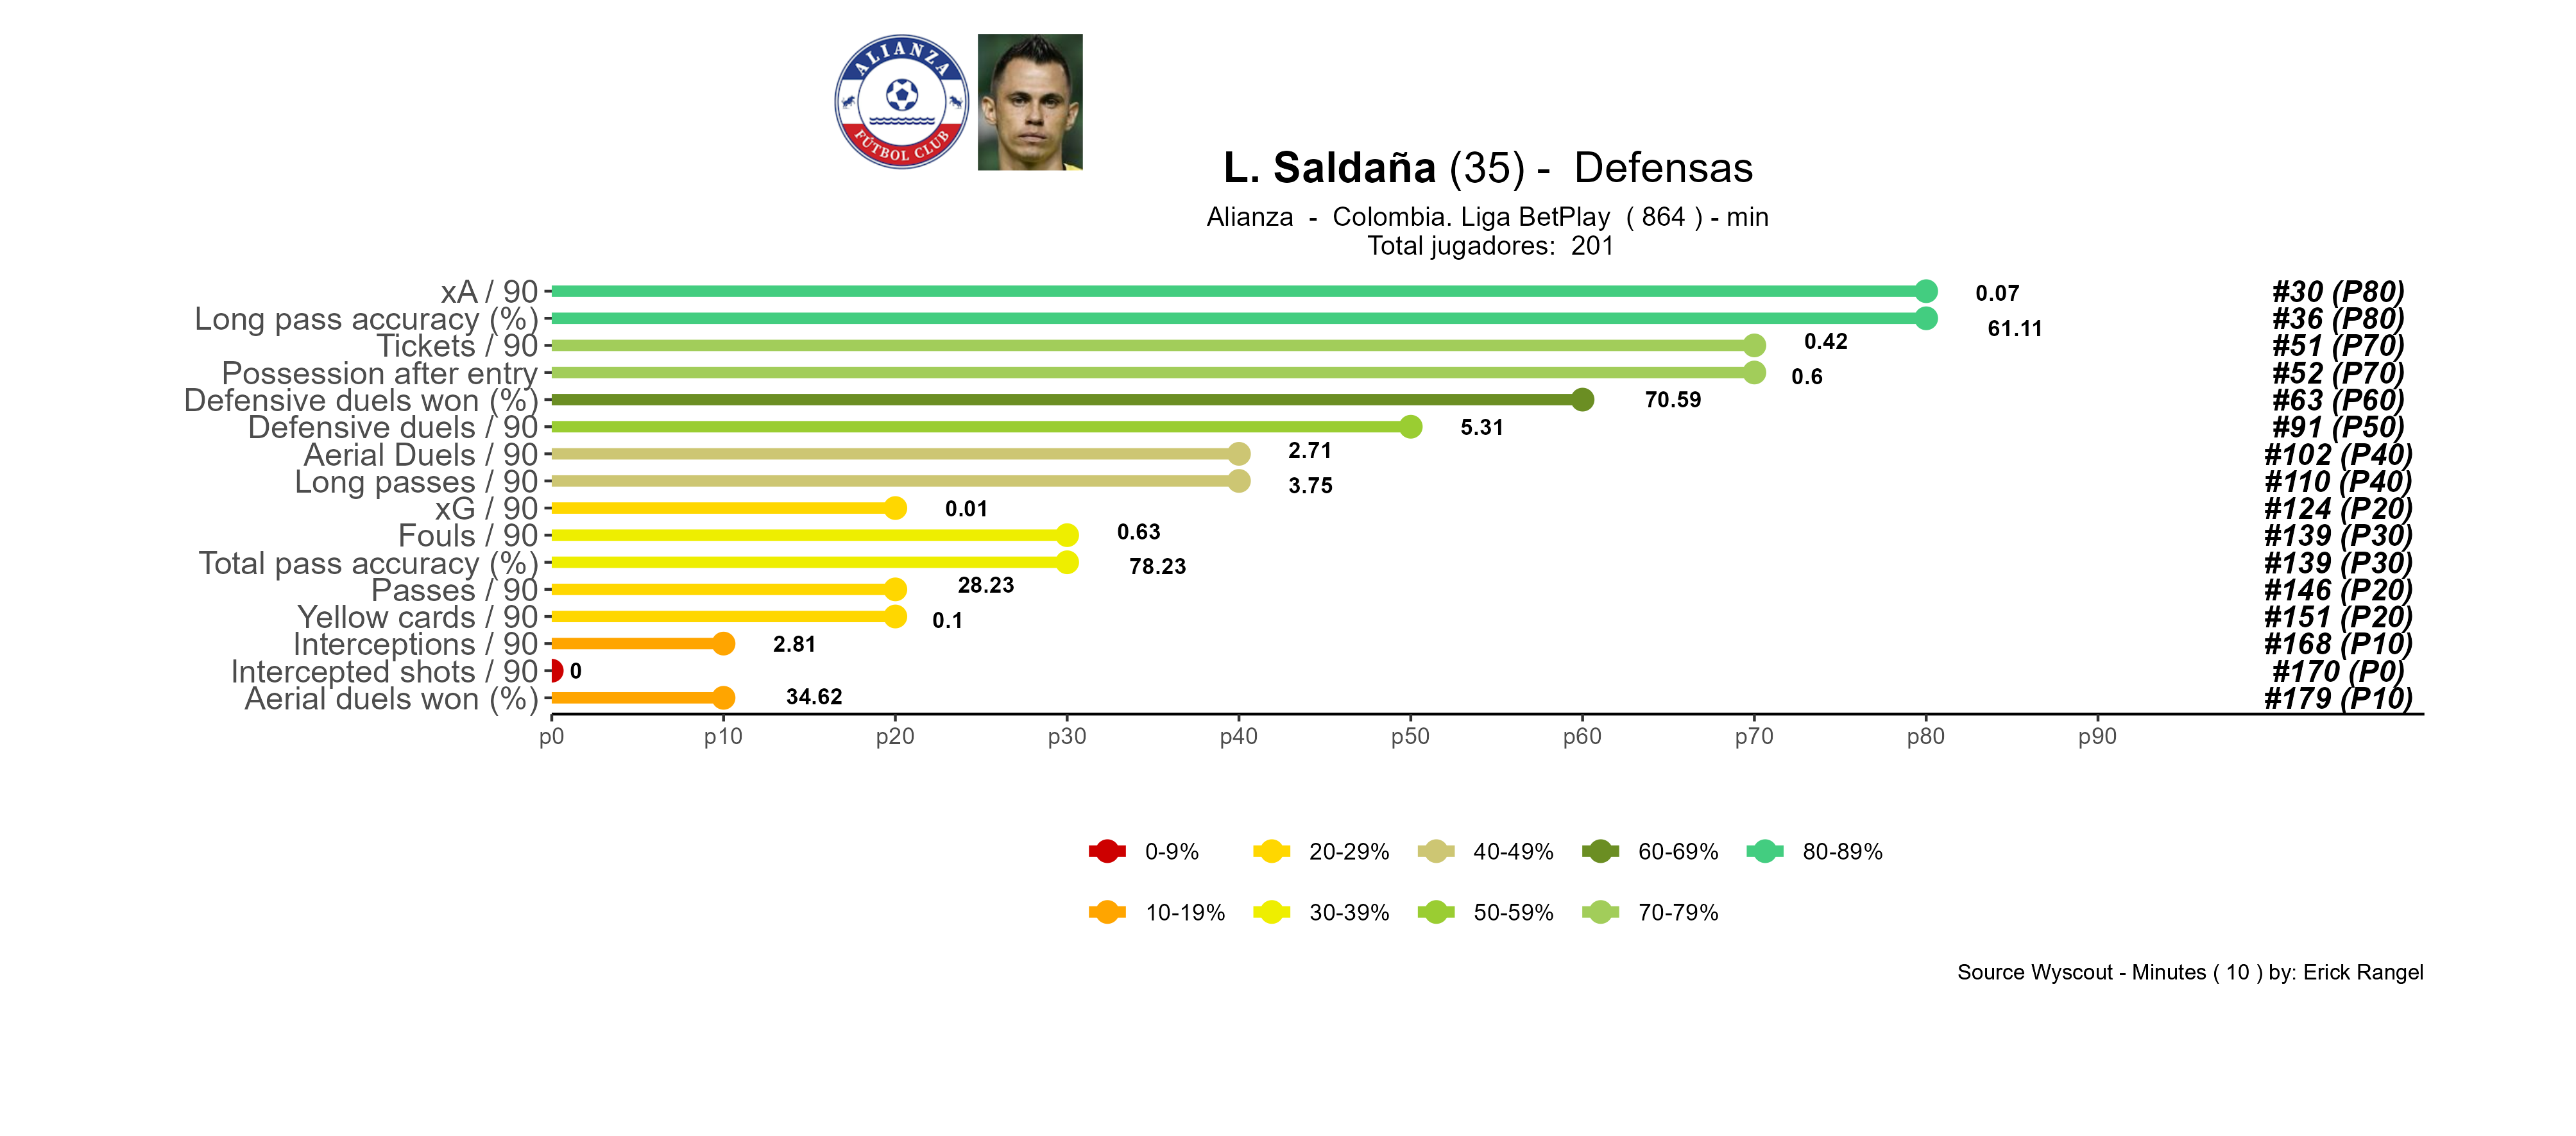 ALIANZA
FÚTBOL CLUB
L. Saldaña (35) - Defensas
Alianza - Colombia. Liga BetPlay ( 864 ) - min
Total jugadores: 201
xA / 90 0.07 #30 (P80)
Long pass accuracy (%) 61.11 #36 (P80)
Tickets / 90 0.42 #51 (P70)
Possession after entry 0.6 #52 (P70)
Defensive duels won (%) 70.59 #63 (P60)
Defensive duels / 90 5.31 #91 (P50)
Aerial Duels / 90 2.71 #102 (P40)
Long passes / 90 3.75 #110 (P40)
xG / 90 0.01 #124 (P20)
Fouls / 90 0.63 #139 (P30)
Total pass accuracy (%) 78.23 #139 (P30)
Passes / 90 28.23 #146 (P20)
Yellow cards / 90 0.1 #151 (P20)
Interceptions / 90 2.81 #168 (P10)
Intercepted shots / 90 0 #170 (P0)
Aerial duels won (%) 34.62 #179 (P10)
p0 p10 p20 p30 p40 p50 p60 p70 p80 p90
0-9% 20-29% 40-49% 60-69% 80-89%
10-19% 30-39% 50-59% 70-79%
Source Wyscout - Minutes ( 10 ) by: Erick Rangel